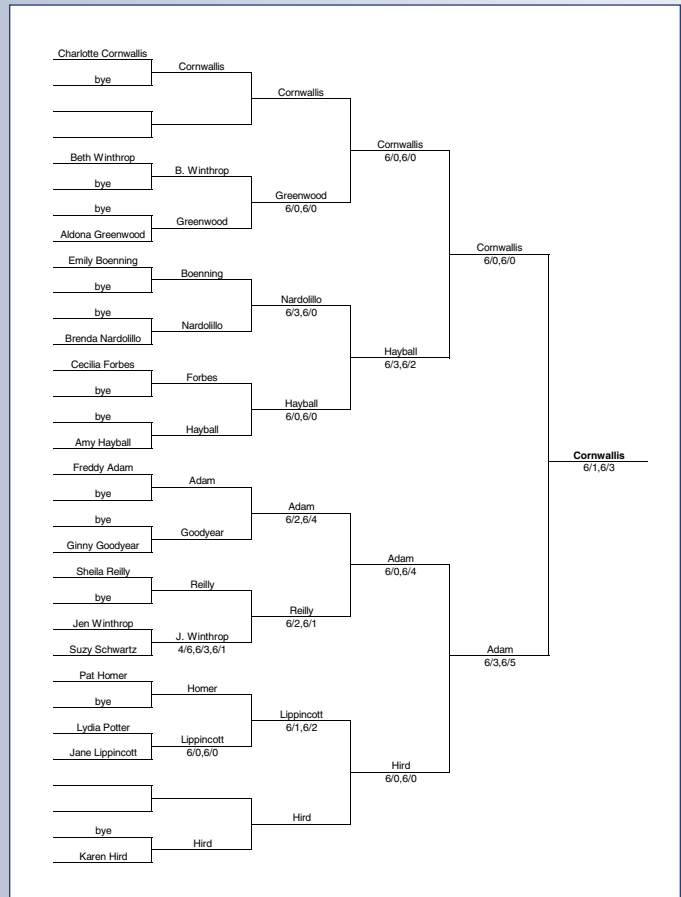 Charlotte Cornwallis
bye
Beth Winthrop
bye
bye
Aldona Greenwood
Emily Boenning
bye
bye
Brenda Nardolillo
Cecilia Forbes
bye
bye
Amy Hayball
Freddy Adam
bye
bye
Ginny Goodyear
Sheila Reilly
bye
Jen Winthrop
Suzy Schwartz
Pat Homer
bye
Lydia Potter
Jane Lippincott
bye
Karen Hird
Cornwallis
B. Winthrop
Greenwood
Boenning
Nardolillo
Forbes
Hayball
Adam
Goodyear
Reilly
J. Winthrop
4/6,6/3,6/1
Homer
Lippincott
6/0,6/0
Hird
Cornwallis
Greenwood
6/0,6/0
Nardolillo
6/3,6/0
Hayball
6/0,6/0
Adam
6/2,6/4
Reilly
6/2,6/1
Lippincott
6/1,6/2
Hird
Cornwallis
6/0,6/0
Hayball
6/3,6/2
Adam
6/0,6/4
Hird
6/0,6/0
Cornwallis
6/0,6/0
Adam
6/3,6/5
Cornwallis
6/1,6/3